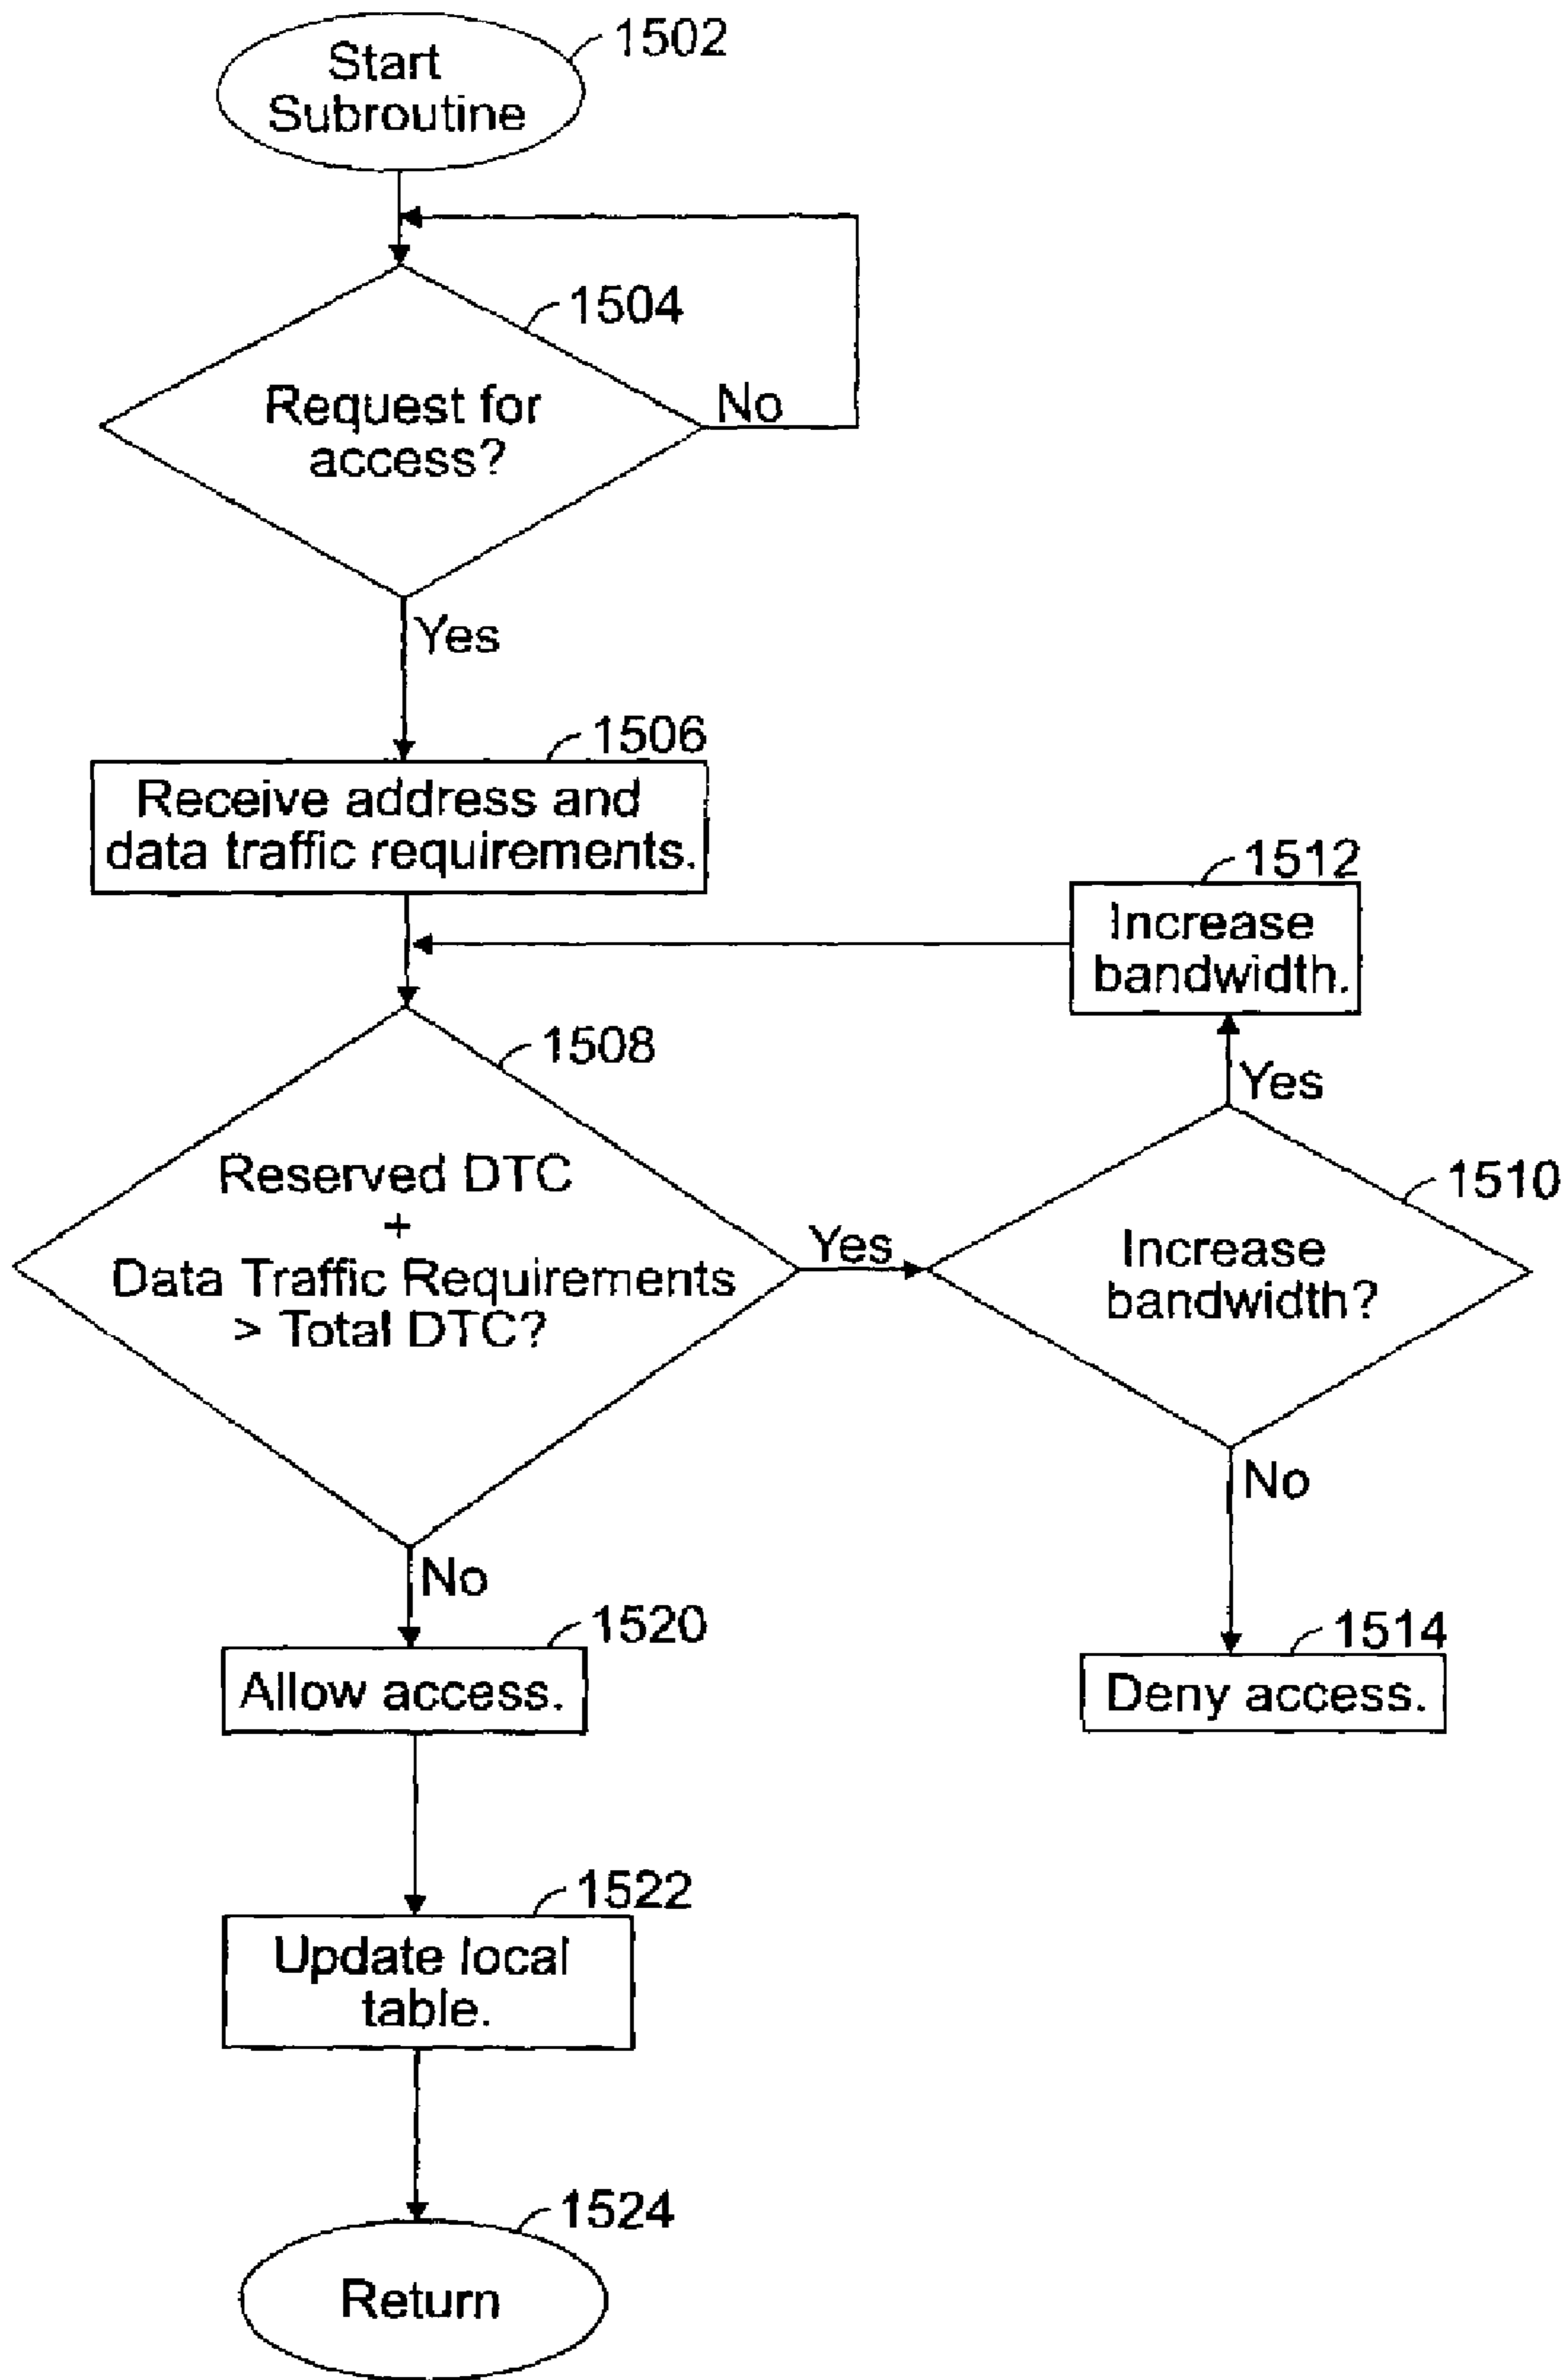 1502
Start
Subroutine
1504
Request for
access?
No
Yes
1506
Receive address and
data traffic requirements.
1512
Increase
bandwidth.
1508
Yes
Reserved DTC
+
Data Traffic Requirements
> Total DTC?
Yes
1510
Increase
bandwidth?
No
No
1520
Allow access.
1514
Deny access.
1522
Update local
table.
1524
Return